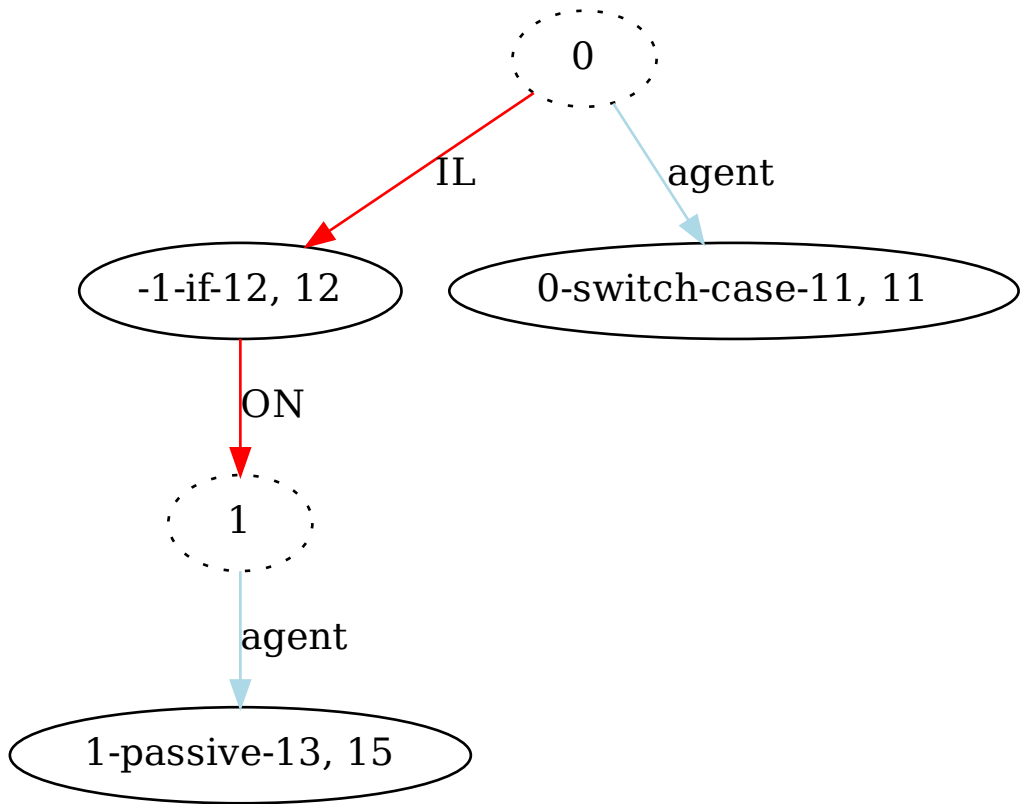 0
IL
agent
-1-if-12, 12
0-switch-case-11, 11
ON
1
agent
1-passive-13, 15